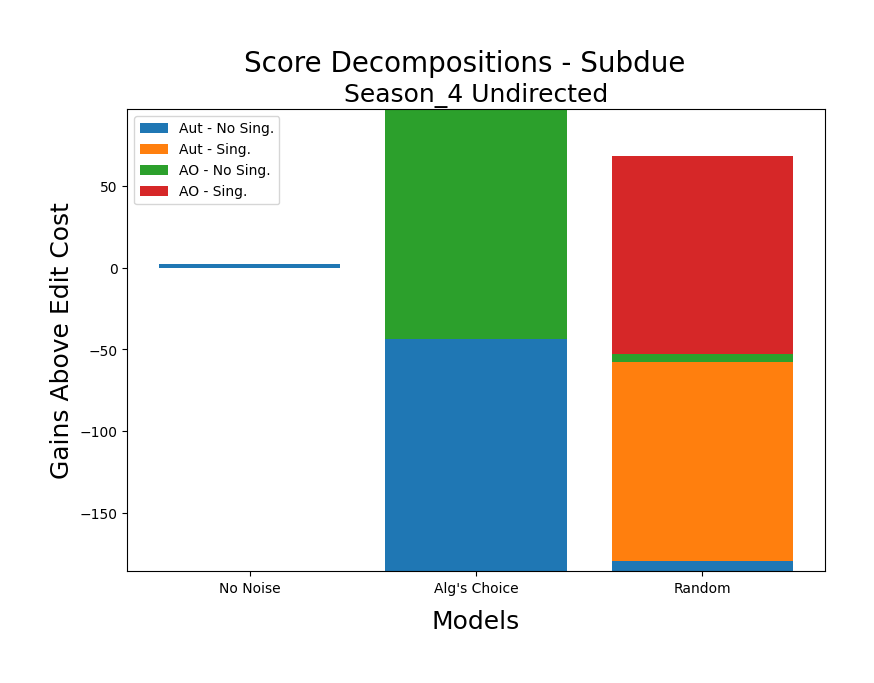 Score Decompositions - Subdue
Season_4 Undirected
Aut - No Sing.
Aut - Sing.
AO - No Sing.
AO - Sing.
Gains Above Edit Cost
50
0
−50
−100
−150
No Noise
Alg's Choice
Random
Models